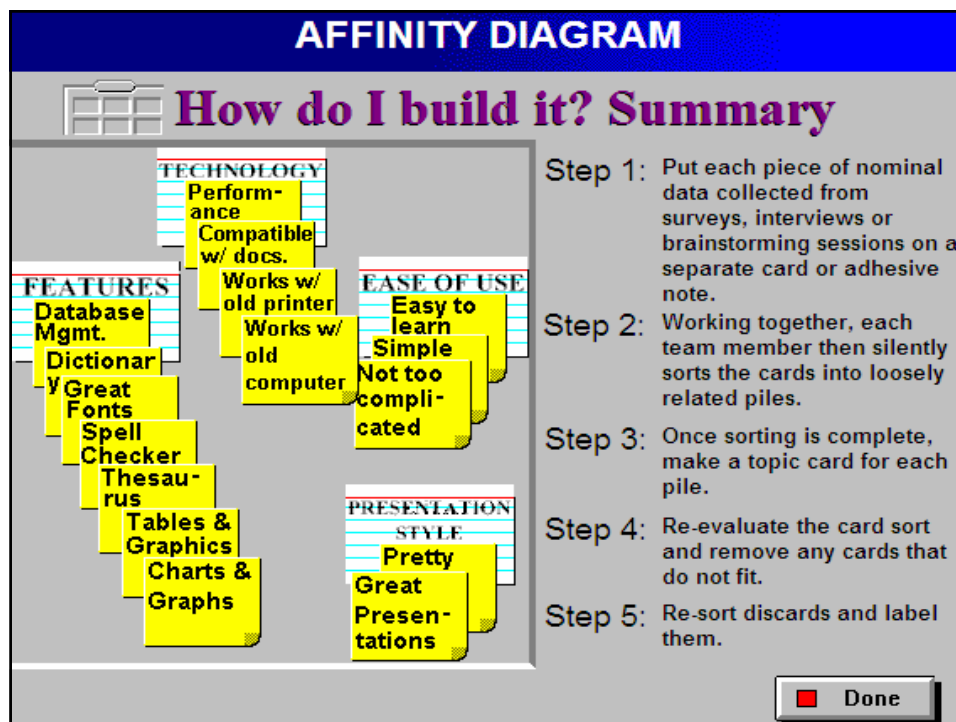 AFFINITY DIAGRAM
How do I build it? Summary
TECHNOLOGY
Perform-
ance
Compatible
w/ docs.
Works w/
old printer
Works w/
old
computer
FEATURES
Database
Mgmt.
Dictionar
y
Great
Fonts
Spell
Checker
Thesau-
rus
Tables &
Graphics
Charts &
Graphs
EASE OF USE
Easy to
learn
Simple
Not too
compli-
cated
PRESENTATION
STYLE
Pretty
Great
Presen-
tations
Step 1: Put each piece of nominal
data collected from
surveys, interviews or
brainstorming sessions on a
separate card or adhesive
note.
Step 2: Working together, each
team member then silently
sorts the cards into loosely
related piles.
Step 3: Once sorting is complete,
make a topic card for each
pile.
Step 4: Re-evaluate the card sort
and remove any cards that
do not fit.
Step 5: Re-sort discards and label
them.
Done